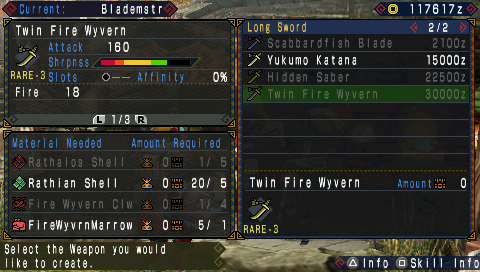 Current: Blademstr
117617z
Twin Fire Wyvern
Attack 160
Shrpnss
Slots ●-- Affinity 0%
RARE-3
Fire 18
L 1/3 R
Long Sword 2/2
Scabbardfish Blade 2100z
Yukumo Katana 15000z
Hidden Saber 22500z
Twin Fire Wyvern 30000z
Material Needed Amount Required
Rathalos Shell 1/ 5
Rathian Shell 0 20/ 5
Fire Wyvern Clw 0 1/ 4
FireWyvrnMarrow 0 5/ 1
Twin Fire Wyvern Amount 0
RARE-3
Select the Weapon you would
like to create.
Info Skill Info